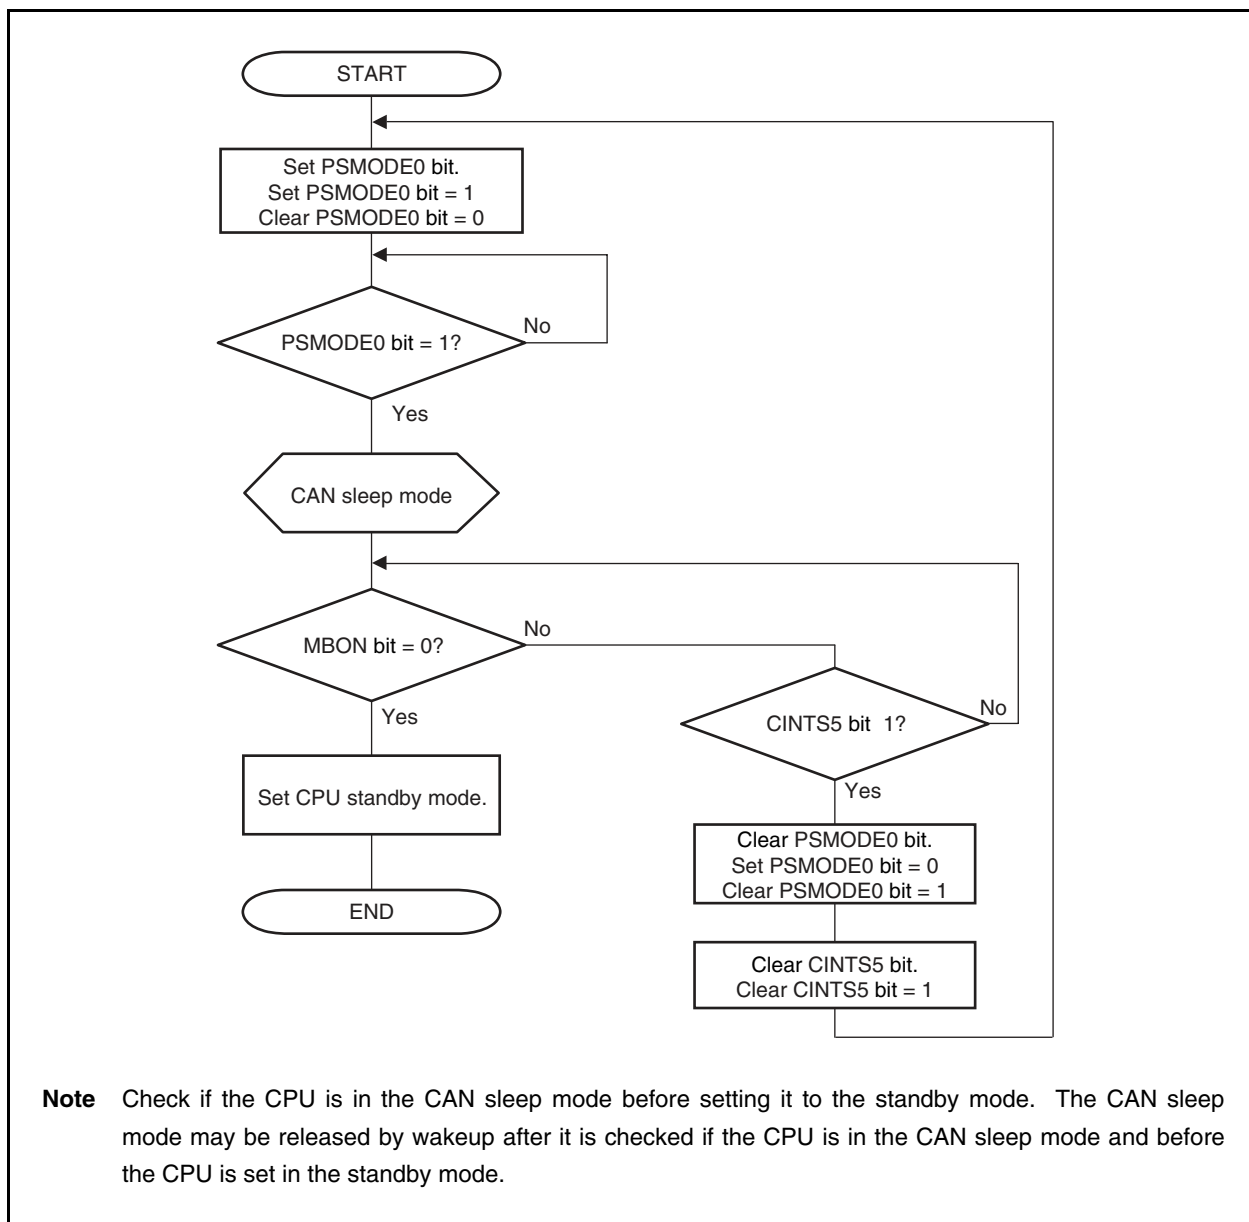 START
Set PSMODE0 bit.
Set PSMODE0 bit = 1
Clear PSMODE0 bit = 0
PSMODE0 bit = 1?
No
Yes
CAN sleep mode
MBON bit = 0?
No
Yes
CINTS5 bit 1?
No
Yes
Set CPU standby mode.
Clear PSMODE0 bit.
Set PSMODE0 bit = 0
Clear PSMODE0 bit = 1
END
Clear CINTS5 bit.
Clear CINTS5 bit = 1
Note Check if the CPU is in the CAN sleep mode before setting it to the standby mode. The CAN sleep
mode may be released by wakeup after it is checked if the CPU is in the CAN sleep mode and before
the CPU is set in the standby mode.